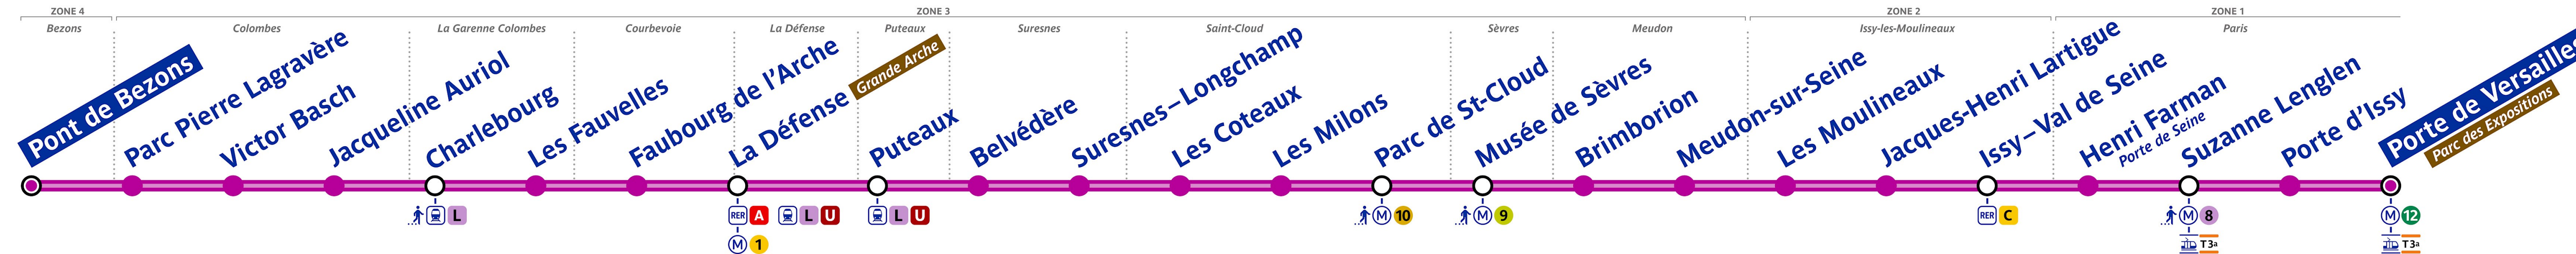 ZONE 4
ZONE 3
ZONE 2
ZONE 1
Bezons
Colombes
La Garenne Colombes
Courbevoie
La Défense
Puteaux
Suresnes
Saint-Cloud
Sèvres
Meudon
Issy-les-Moulineaux
Paris
Pont de Bezons
Parc Pierre Lagravère
Victor Basch
Jacqueline Auriol
Charlebourg
Les Fauvelles
Faubourg de l'Arche
La Défense
Grande Arche
Puteaux
Belvédère
Suresnes–Longchamp
Les Coteaux
Les Milons
Parc de St-Cloud
Musée de Sèvres
Brimborion
Meudon-sur-Seine
Les Moulineaux
Jacques-Henri Lartigue
Issy–Val de Seine
Henri Farman
Porte de Seine
Suzanne Lenglen
Porte d'Issy
Porte de Versailles
Parc des Expositions
L
RER A
L U
M 1
L U
M 10
M 9
RER C
M 8
T3a
M 12
T3a